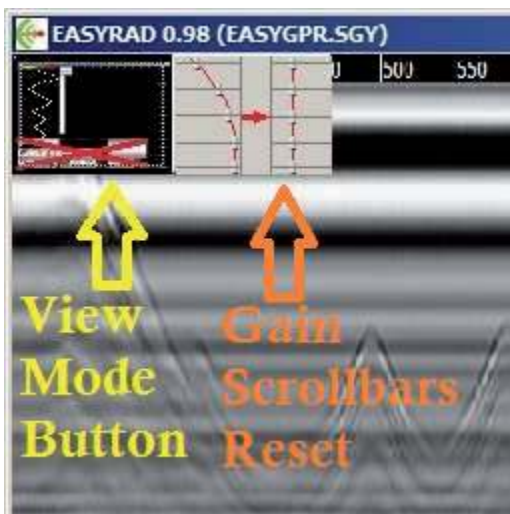 EASYRAD 0.98 (EASYGPR.SGY)
500 550
View
Mode
Button
Gain
Scrollbars
Reset